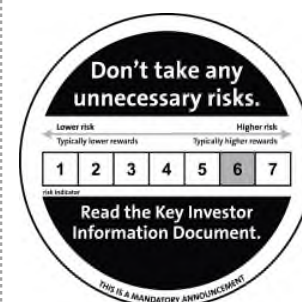 Don't take any
unnecessary risks.
Lower risk Higher risk
Typically lower rewards Typically higher rewards
1 2 3 4 5 6 7
risk indicator
Read the Key Investor
Information Document.
THIS IS A MANDATORY ANNOUNCEMENT